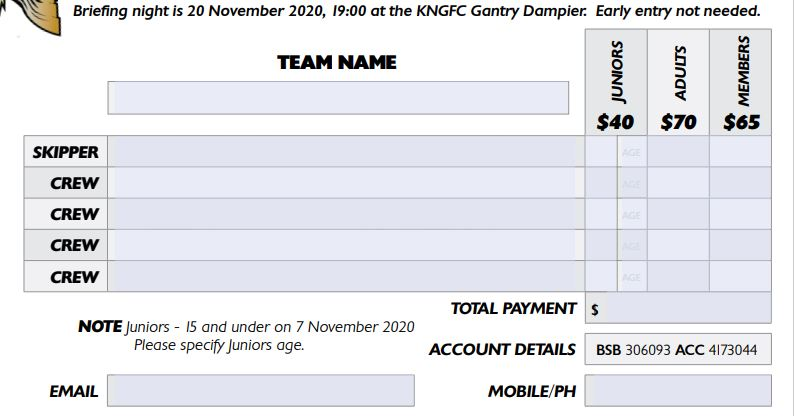 Briefing night is 20 November 2020, 19:00 at the KNGFC Gantry Dampier. Early entry not needed.
TEAM NAME
JUNIORS
ADULTS
MEMBERS
$40 $70 $65
SKIPPER AGE
CREW AGE
CREW AGE
CREW AGE
CREW AGE
TOTAL PAYMENT $
NOTE Juniors - 15 and under on 7 November 2020
Please specify Juniors age.
ACCOUNT DETAILS BSB 306093 ACC 4173044
EMAIL MOBILE/PH